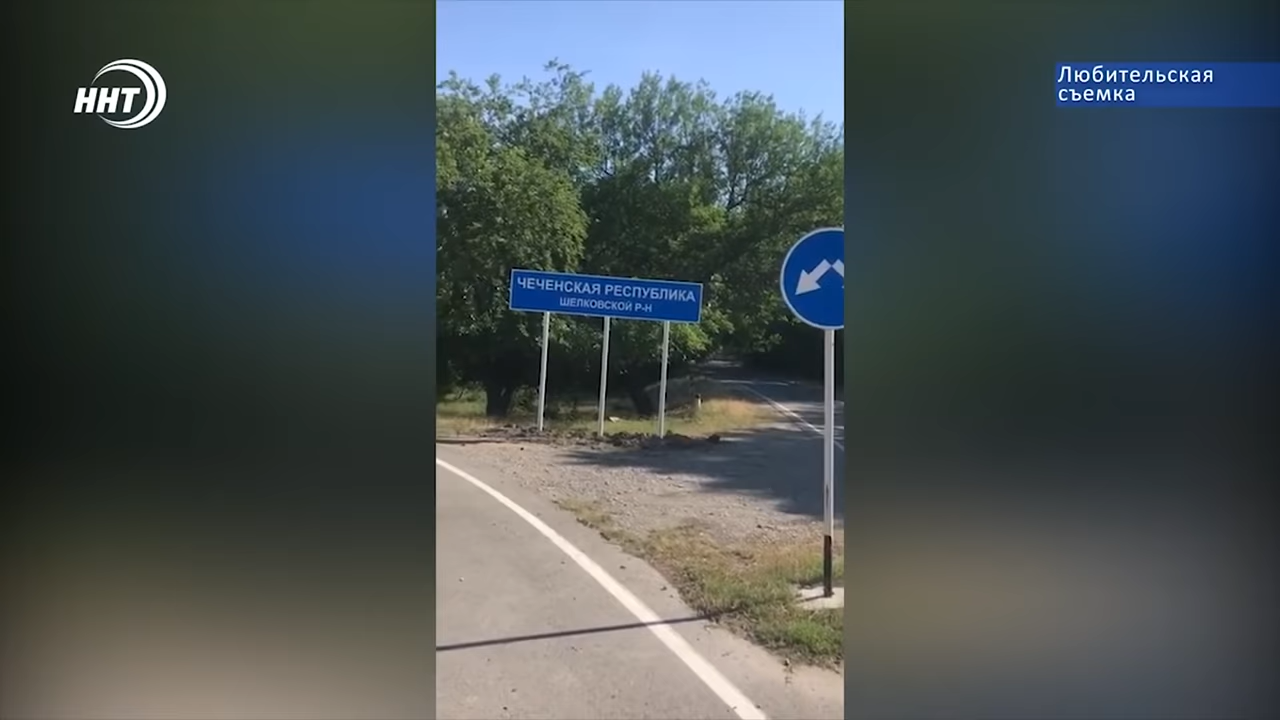 ННТ
Любительская
съемка
ЧЕЧЕНСКАЯ РЕСПУБЛИКА
ШЕЛКОВСКОЙ Р-Н